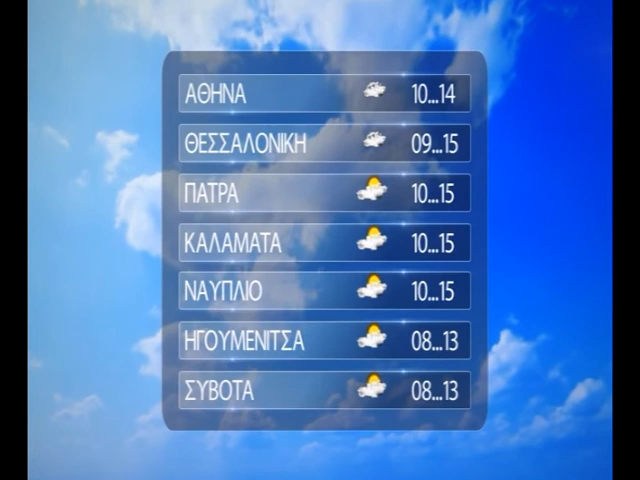 ΑΘΗΝΑ 10...14
ΘΕΣΣΑΛΟΝΙΚΗ 09...15
ΠΑΤΡΑ 10...15
ΚΑΛΑΜΑΤΑ 10...15
ΝΑΥΠΛΙΟ 10...15
ΗΓΟΥΜΕΝΙΤΣΑ 08...13
ΣΥΒΟΤΑ 08...13